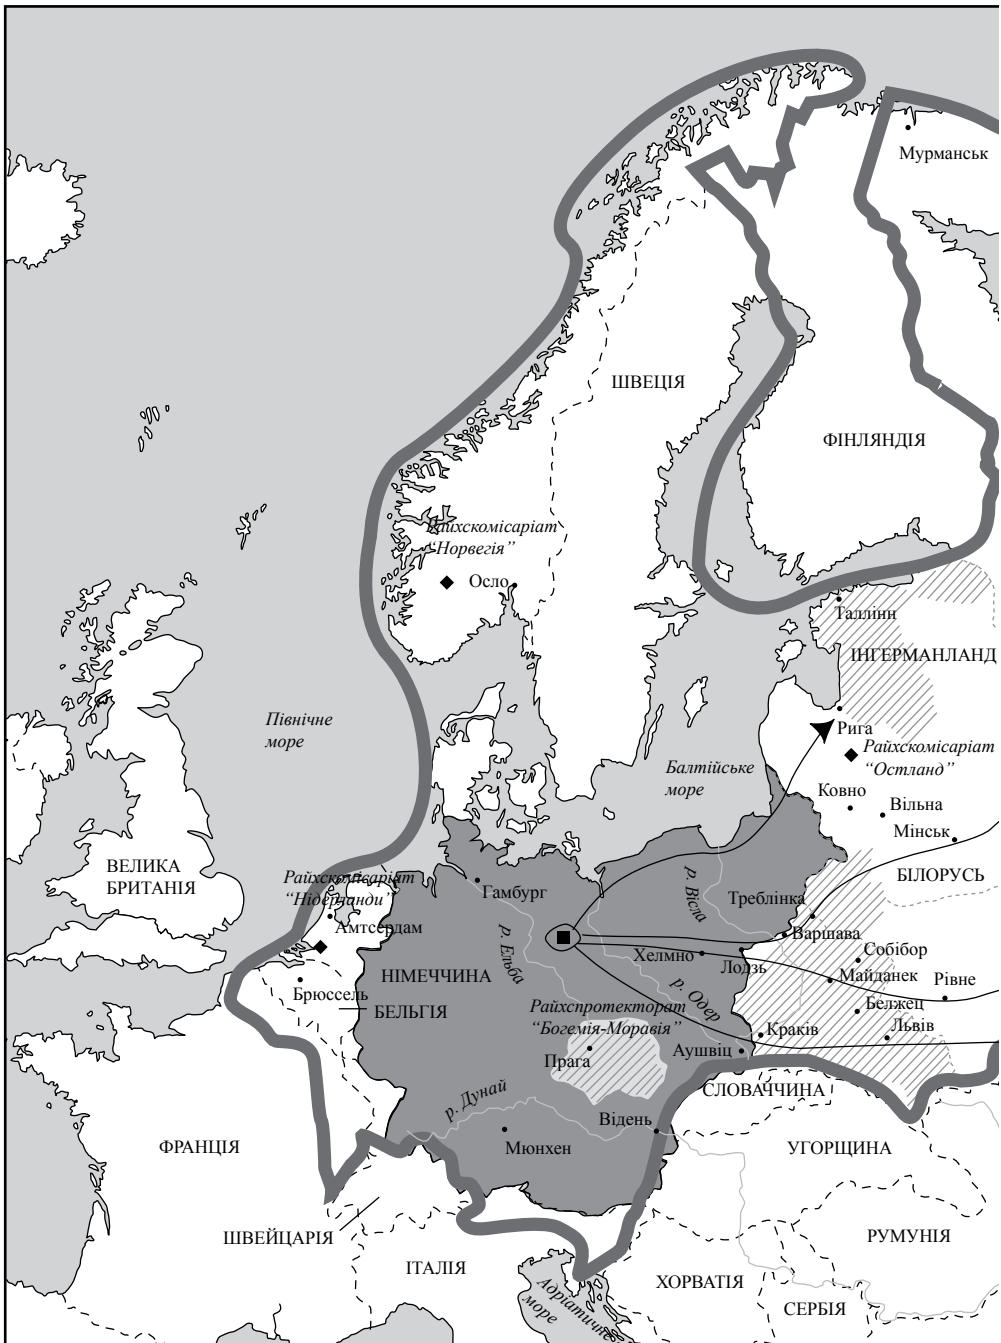 Мурманськ
ШВЕЦІЯ
ФІНЛЯНДІЯ
Райхскомісаріат
“Норвегія”
Осло
Таллінн
ІНГЕРМАНЛАНД
Північне
море
Рига
Райхскомісаріат
“Остланд”
Балтійське
море
Ковно
Вільна
Мінськ
ВЕЛИКА
БРИТАНІЯ
БІЛОРУСЬ
Райхскомісаріат
“Нідерланди”
Гамбург
р. Вісла
Треблінка
Амтсердам
Варшава
р. Ельба
Собібор
Хелмно
Лодзь
НІМЕЧЧИНА
Майданек
Рівне
Брюссель
р. Одер
БЕЛЬГІЯ
Райхспротекторат
“Богемія-Моравія”
Белжец
Львів
Краків
Прага
Аушвіц
СЛОВАЧЧИНА
р. Дунай
Відень
ФРАНЦІЯ
Мюнхен
УГОРЩИНА
ШВЕЙЦАРІЯ
РУМУНІЯ
ІТАЛІЯ
ХОРВАТІЯ
Адріатичне
море
СЕРБІЯ